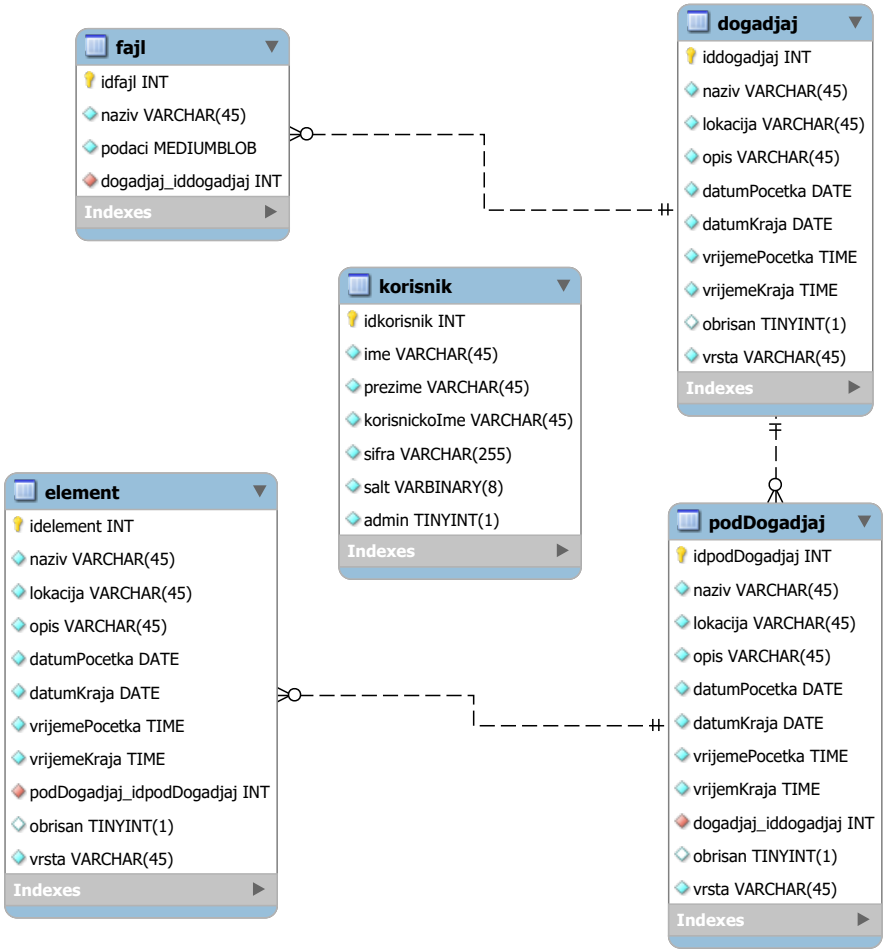 fajl
idfajl INT
naziv VARCHAR(45)
podaci MEDIUMBLOB
dogadjaj_iddogadjaj INT
Indexes
dogadjaj
iddogadjaj INT
naziv VARCHAR(45)
lokacija VARCHAR(45)
opis VARCHAR(45)
datumPocetka DATE
datumKraja DATE
vrijemePocetka TIME
vrijemeKraja TIME
obrisan TINYINT(1)
vrsta VARCHAR(45)
Indexes
korisnik
idkorisnik INT
ime VARCHAR(45)
prezime VARCHAR(45)
korisnickoIme VARCHAR(45)
sifra VARCHAR(255)
salt VARBINARY(8)
admin TINYINT(1)
Indexes
element
idelement INT
naziv VARCHAR(45)
lokacija VARCHAR(45)
opis VARCHAR(45)
datumPocetka DATE
datumKraja DATE
vrijemePocetka TIME
vrijemeKraja TIME
podDogadjaj_idpodDogadjaj INT
obrisan TINYINT(1)
vrsta VARCHAR(45)
Indexes
podDogadjaj
idpodDogadjaj INT
naziv VARCHAR(45)
lokacija VARCHAR(45)
opis VARCHAR(45)
datumPocetka DATE
datumKraja DATE
vrijemePocetka TIME
vrijemKraja TIME
dogadjaj_iddogadjaj INT
obrisan TINYINT(1)
vrsta VARCHAR(45)
Indexes